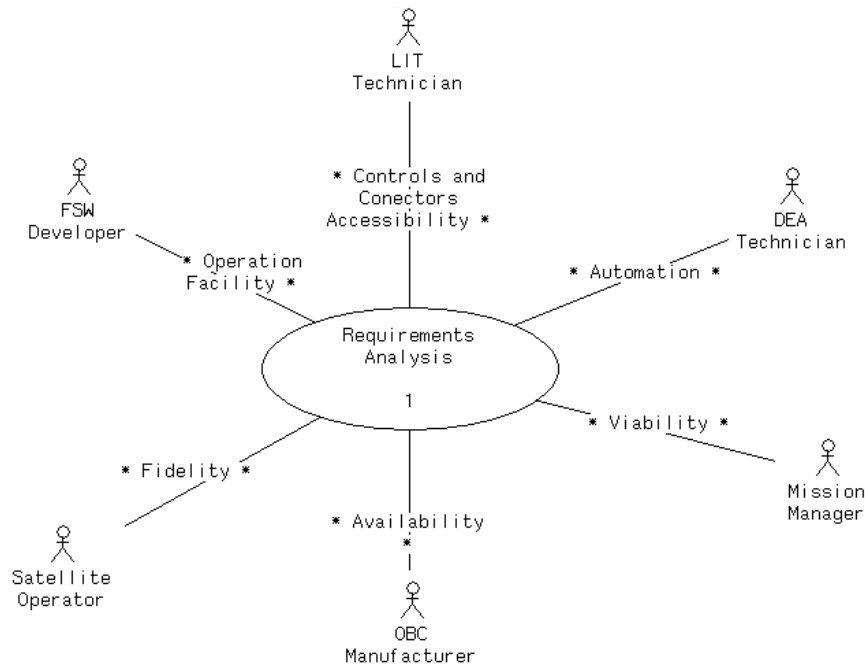 LIT
Technician
* Controls and
Conectors
Accessibility *
FSW
Developer
DEA
Technician
* Operation
Facility *
* Automation *
Requirements
Analysis
1
* Viability *
* Fidelity *
Mission
Manager
* Availability
*
Satellite
Operator
OBC
Manufacturer